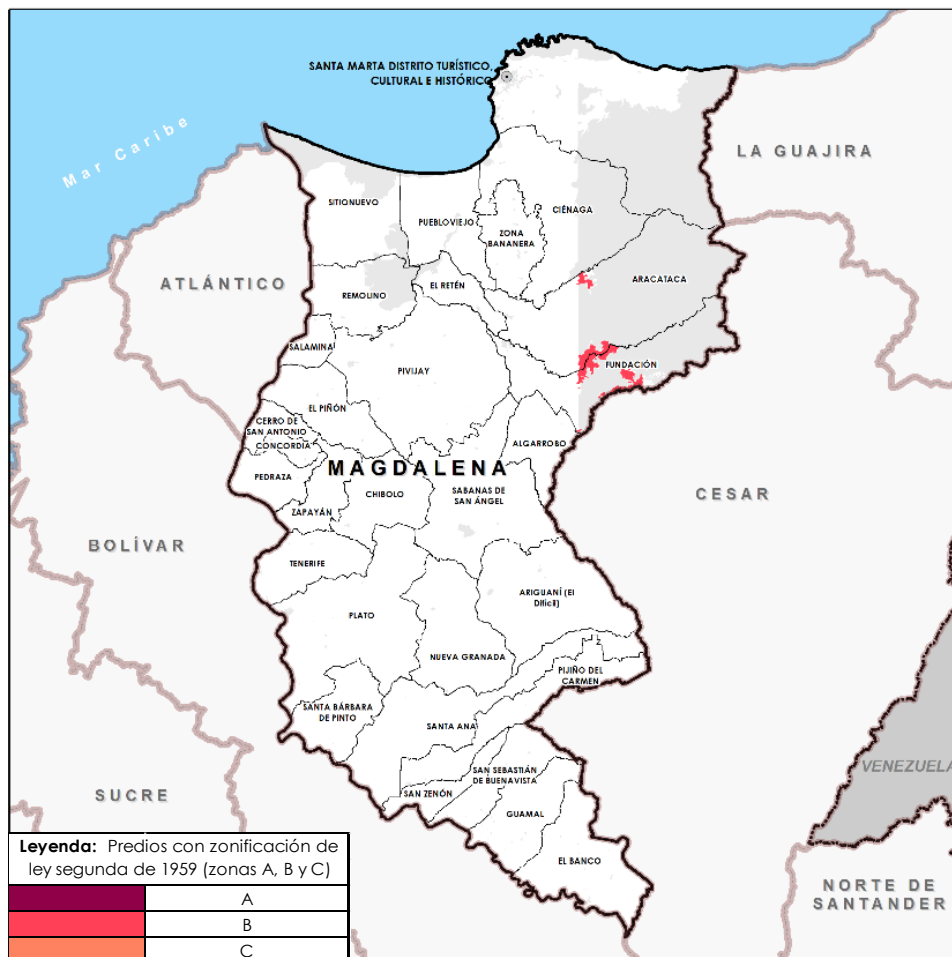 SANTA MARTA DISTRITO TURÍSTICO,
CULTURAL E HISTÓRICO
Mar Caribe
LA GUAJIRA
SITIONUEVO
PUEBLOVIEJO
CIÉNAGA
ZONA
BANANERA
ATLÁNTICO
REMOLINO
EL RETÉN
ARACATACA
SALAMINA
PIVIJAY
FUNDACIÓN
EL PIÑÓN
CERRO DE
SAN ANTONIO
CONCORDIA
ALGARROBO
MAGDALENA
PEDRAZA
CHIBOLO
SABANAS DE
SAN ÁNGEL
CESAR
ZAPAYÁN
BOLÍVAR
TENERIFE
ARIGUANÍ (El
Difícil)
PLATO
NUEVA GRANADA
PIJIÑO DEL
CARMEN
SANTA BÁRBARA
DE PINTO
SANTA ANA
SAN SEBASTIÁN
DE BUENAVISTA
VENEZUELA
SUCRE
SAN ZENÓN
GUAMAL
EL BANCO
NORTE DE
SANTANDER
Leyenda: Predios con zonificación de
ley segunda de 1959 (zonas A, B y C)
A
B
C